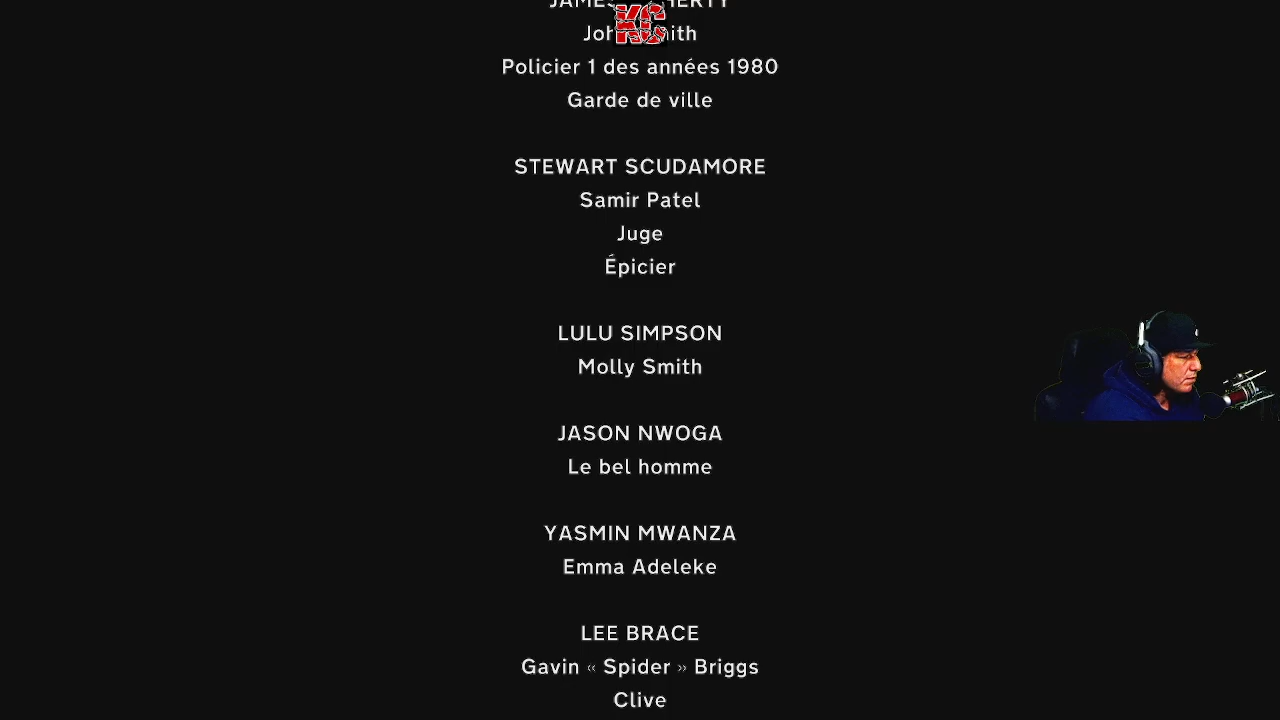 KC
Policier 1 des années 1980
Garde de ville
STEWART SCUDAMORE
Samir Patel
Juge
Épicier
LULU SIMPSON
Molly Smith
JASON NWOGA
Le bel homme
YASMIN MWANZA
Emma Adeleke
LEE BRACE
Gavin « Spider » Briggs
Clive